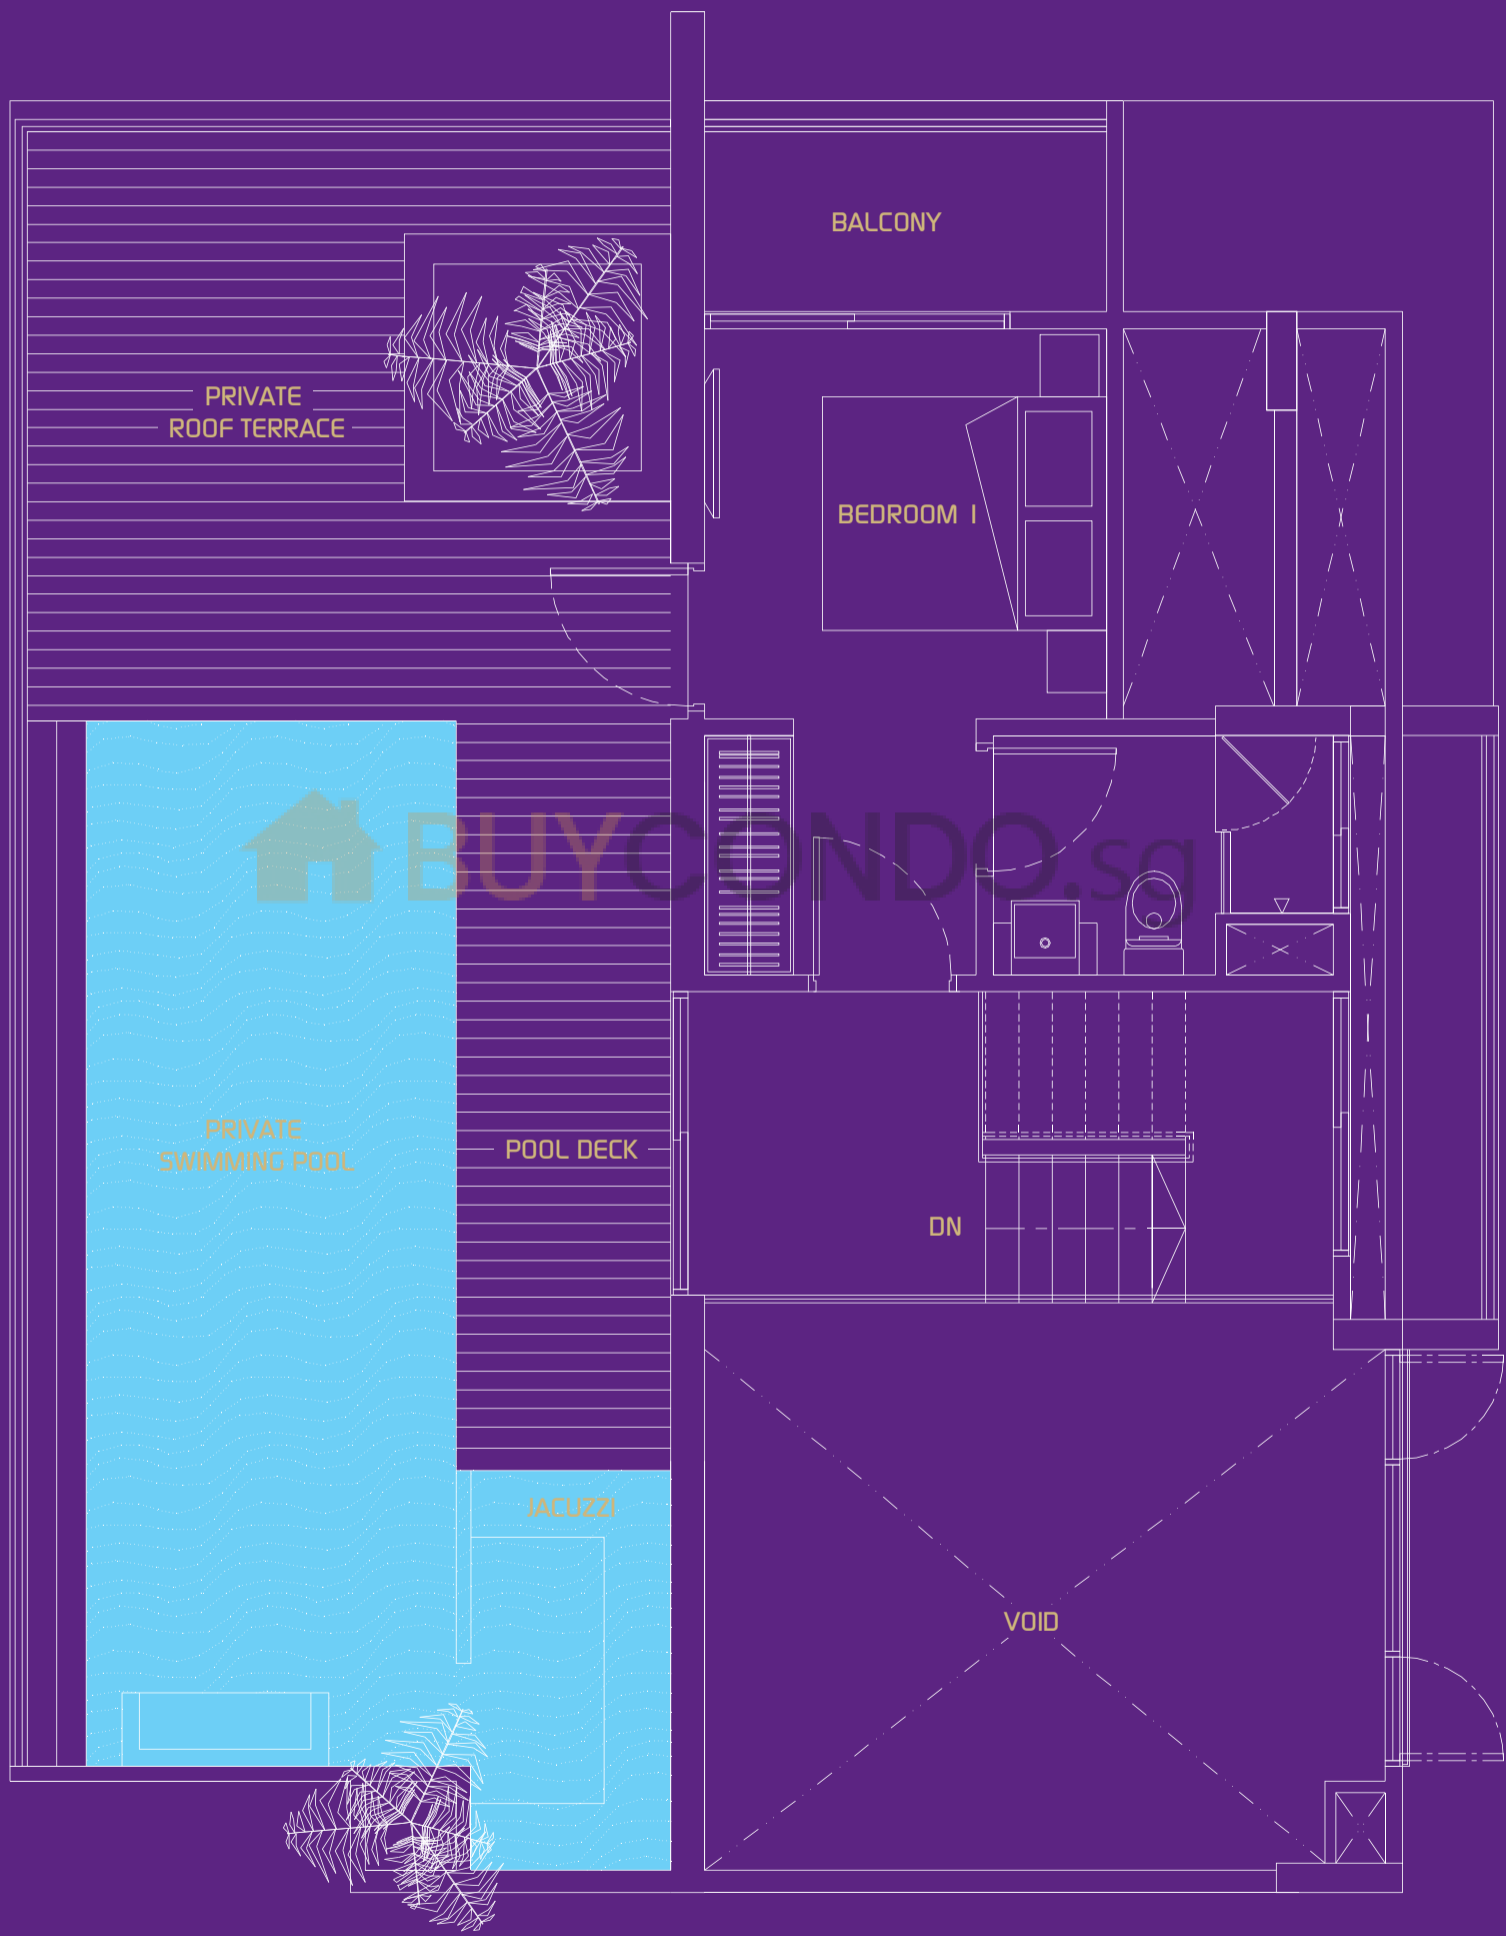 BALCONY
PRIVATE
ROOF TERRACE
BEDROOM 1
BUYCONDO.sg
PRIVATE
SWIMMING POOL
POOL DECK
DN
JACUZZI
VOID